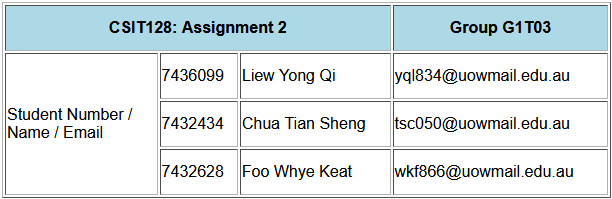 CSIT128: Assignment 2 Group G1T03
7436099 Liew Yong Qi yql834@uowmail.edu.au
Student Number /
Name / Email
7432434 Chua Tian Sheng tsc050@uowmail.edu.au
7432628 Foo Whye Keat wkf866@uowmail.edu.au